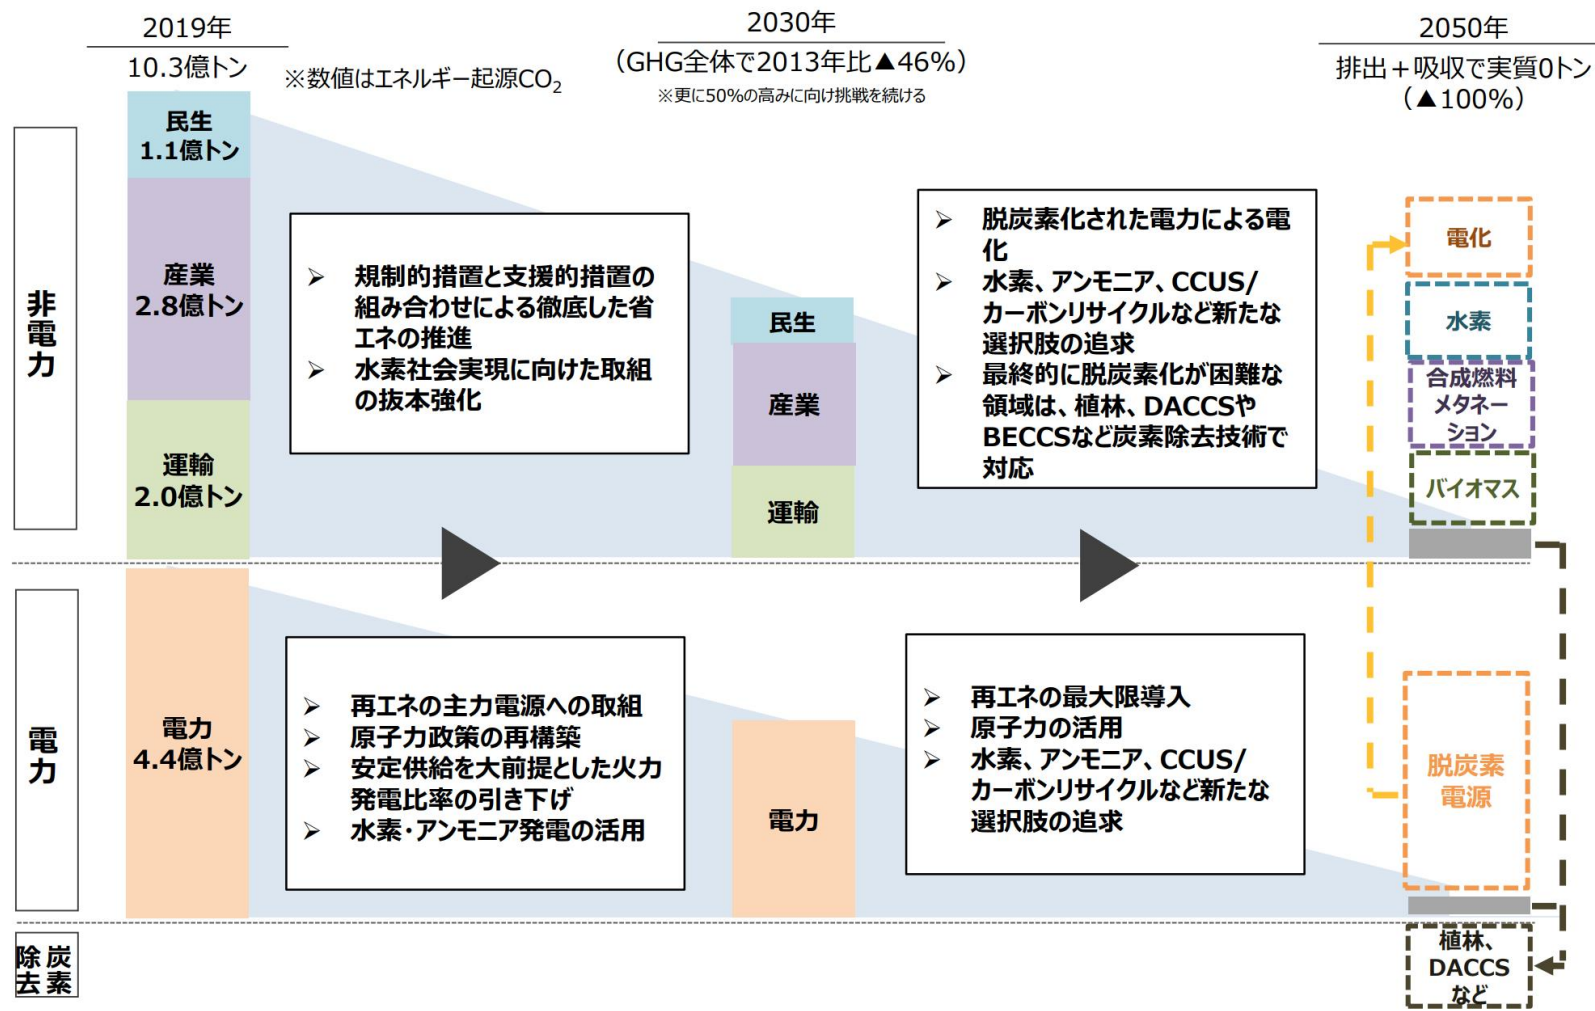 2019年
10.3億トン
※数値はエネルギー起源CO₂
2030年
(GHG全体で2013年比▲46%)
※更に50%の高みに向け挑戦を続ける
2050年
排出+吸収で実質0トン
(▲100%)
非電力
民生
1.1億トン
産業
2.8億トン
運輸
2.0億トン
➢ 規制的措置と支援的措置の
組み合わせによる徹底した省
エネの推進
➢ 水素社会実現に向けた取組
の抜本強化
民生
産業
運輸
➢ 脱炭素化された電力による電
化
➢ 水素、アンモニア、CCUS/
カーボンリサイクルなど新たな
選択肢の追求
➢ 最終的に脱炭素化が困難な
領域は、植林、DACCSや
BECCSなど炭素除去技術で
対応
電化
水素
合成燃料
メタネー
ション
バイオマス
電力
電力
4.4億トン
➢ 再エネの主力電源への取組
➢ 原子力政策の再構築
➢ 安定供給を大前提とした火力
発電比率の引き下げ
➢ 水素・アンモニア発電の活用
電力
➢ 再エネの最大限導入
➢ 原子力の活用
➢ 水素、アンモニア、CCUS/
カーボンリサイクルなど新たな
選択肢の追求
脱炭素
電源
炭素
除去
植林、
DACCS
など